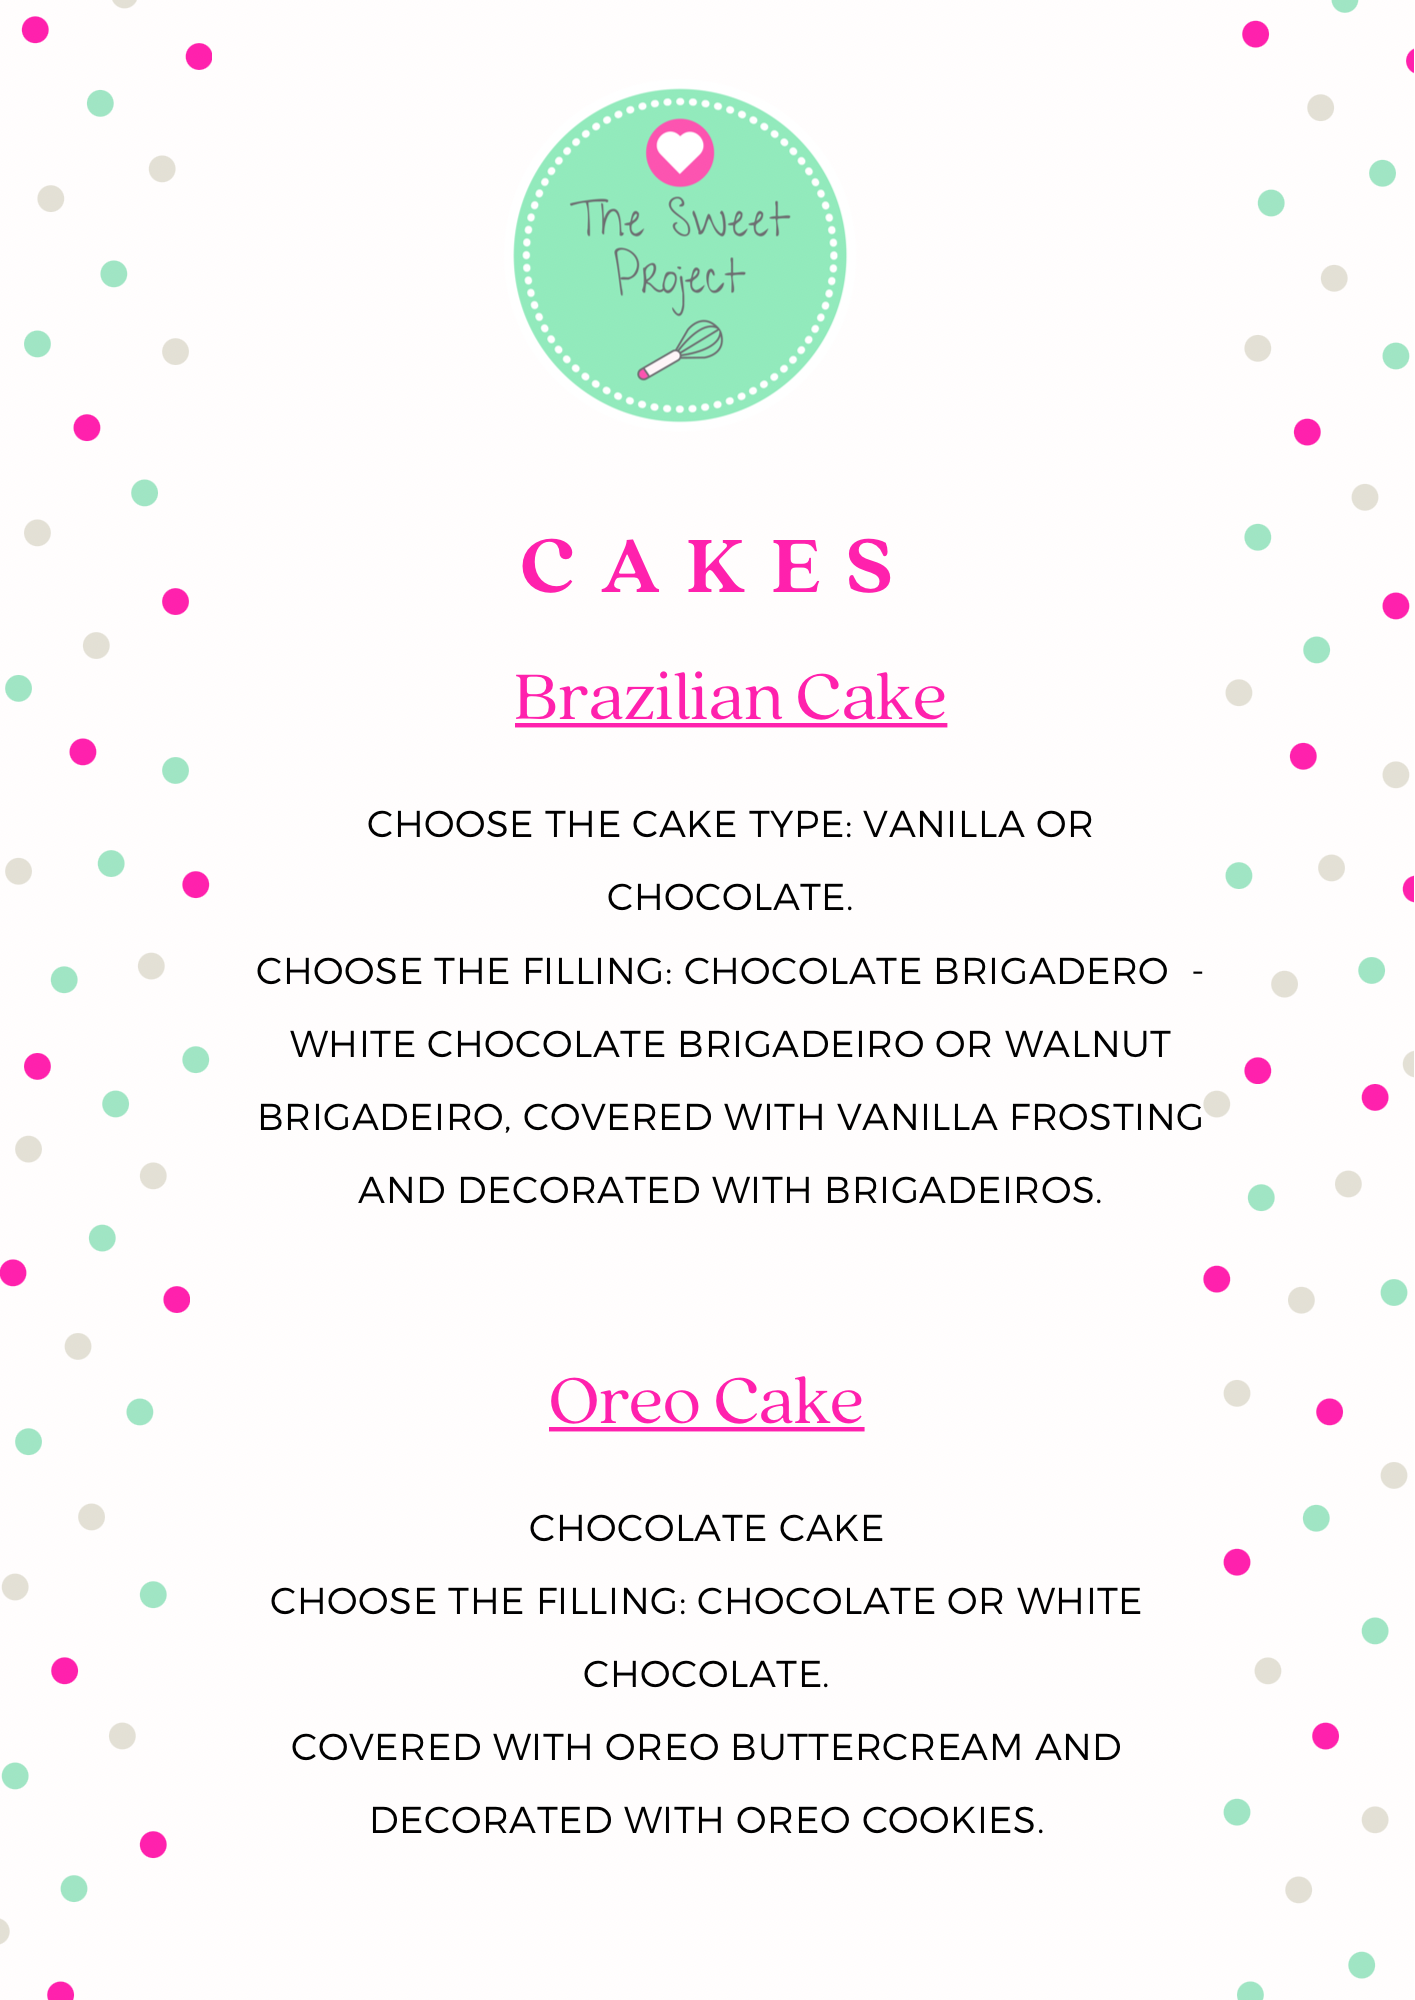 The Sweet
Project
CAKES
Brazilian Cake
CHOOSE THE CAKE TYPE: VANILLA OR
CHOCOLATE.
CHOOSE THE FILLING: CHOCOLATE BRIGADERO -
WHITE CHOCOLATE BRIGADEIRO OR WALNUT
BRIGADEIRO, COVERED WITH VANILLA FROSTING
AND DECORATED WITH BRIGADEIROS.
Oreo Cake
CHOCOLATE CAKE
CHOOSE THE FILLING: CHOCOLATE OR WHITE
CHOCOLATE.
COVERED WITH OREO BUTTERCREAM AND
DECORATED WITH OREO COOKIES.